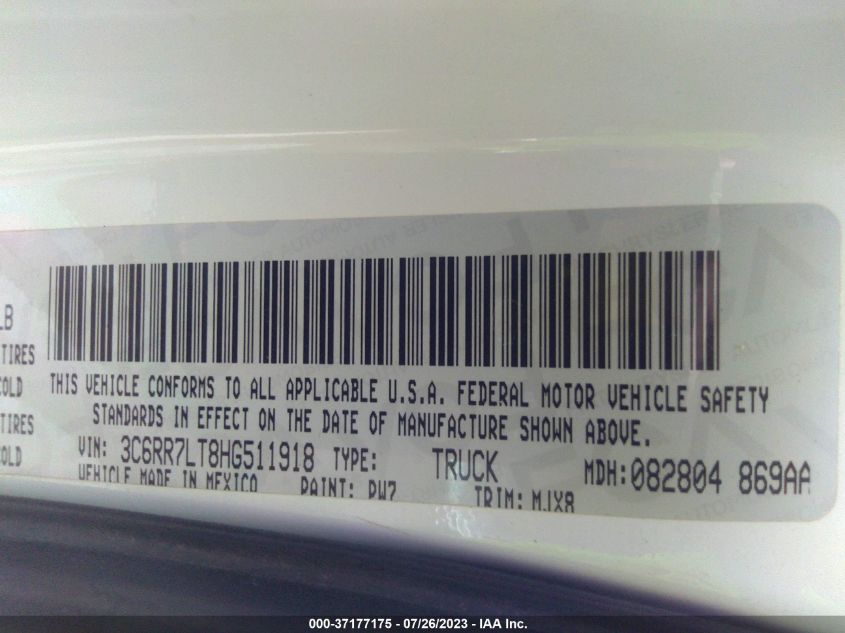 LB
TIRES
COLD
TIRES
COLD
THIS VEHICLE CONFORMS TO ALL APPLICABLE U.S.A. FEDERAL MOTOR VEHICLE SAFETY
STANDARDS IN EFFECT ON THE DATE OF MANUFACTURE SHOWN ABOVE.
VIN: 3C6RR7LT8HG511918 TYPE: TRUCK MDH:082804 869AA
VEHICLE MADE IN MEXICO PAINT: PW7 TRIM: MJX8
000-37177175 - 07/26/2023 - IAA Inc.